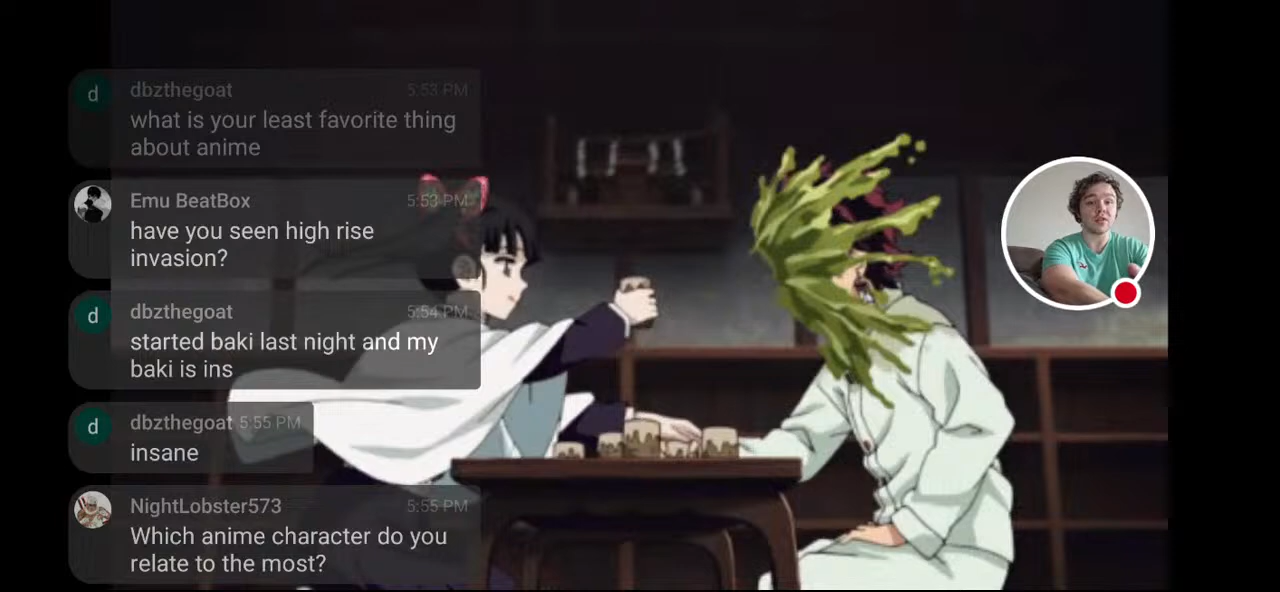 d
dbzthegoat 5:53 PM
what is your least favorite thing
about anime
Emu BeatBox 5:53 PM
have you seen high rise
invasion?
d
dbzthegoat 5:54 PM
started baki last night and my
baki is ins
d
dbzthegoat 5:55 PM
insane
NightLobster573 5:55 PM
Which anime character do you
relate to the most?